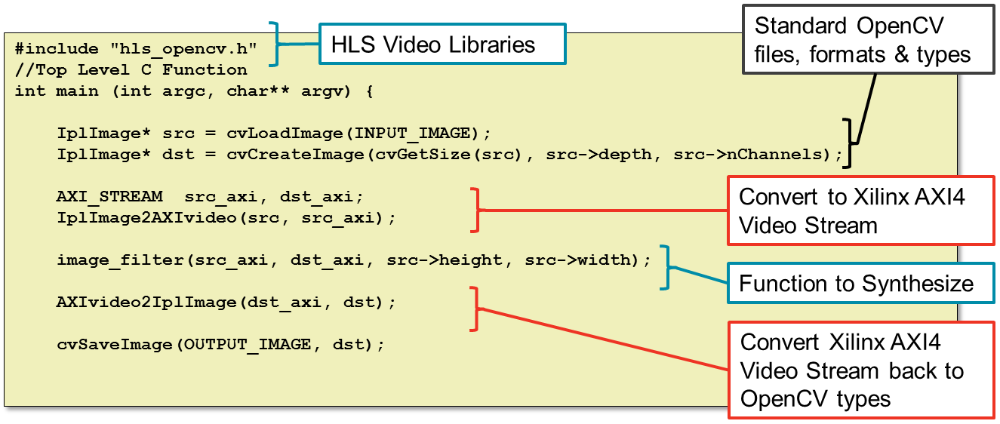 #include "hls_opencv.h"
//Top Level C Function
int main (int argc, char** argv) {
IplImage* src = cvLoadImage(INPUT_IMAGE);
IplImage* dst = cvCreateImage(cvGetSize(src), src->depth, src->nChannels);
AXI_STREAM  src_axi, dst_axi;
IplImage2AXIvideo(src, src_axi);
image_filter(src_axi, dst_axi, src->height, src->width);
AXIvideo2IplImage(dst_axi, dst);
cvSaveImage(OUTPUT_IMAGE, dst);
HLS Video Libraries
Standard OpenCV
files, formats & types
Convert to Xilinx AXI4
Video Stream
Function to Synthesize
Convert Xilinx AXI4
Video Stream back to
OpenCV types